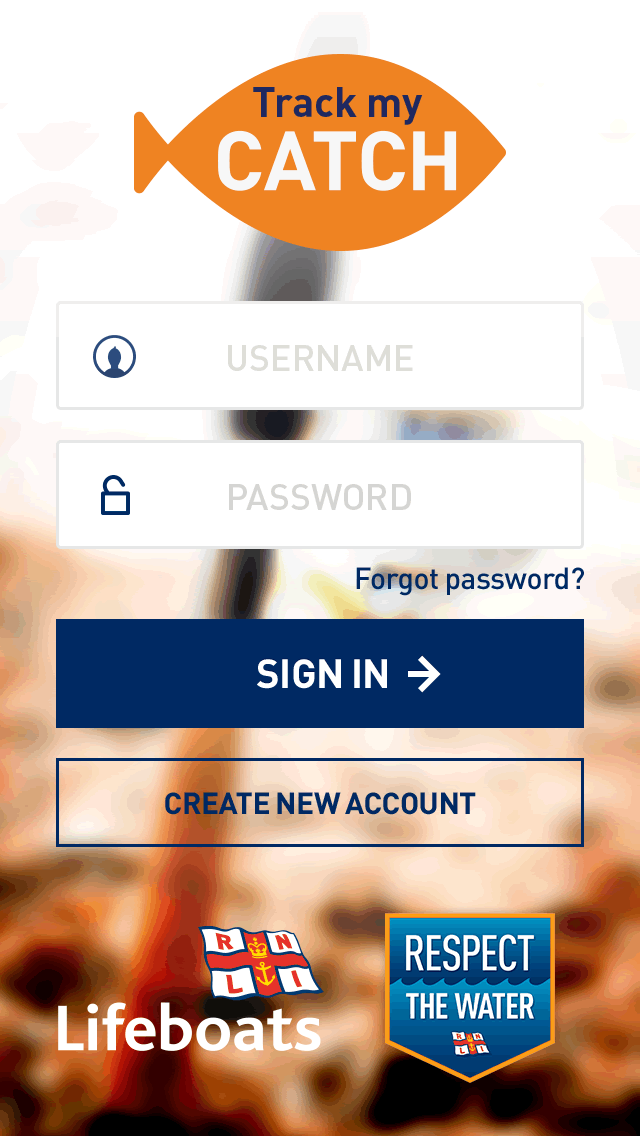 Track my
CATCH
USERNAME
PASSWORD
Forgot password?
SIGN IN
CREATE NEW ACCOUNT
R N
L I
Lifeboats
RESPECT
THE WATER
R N
L I